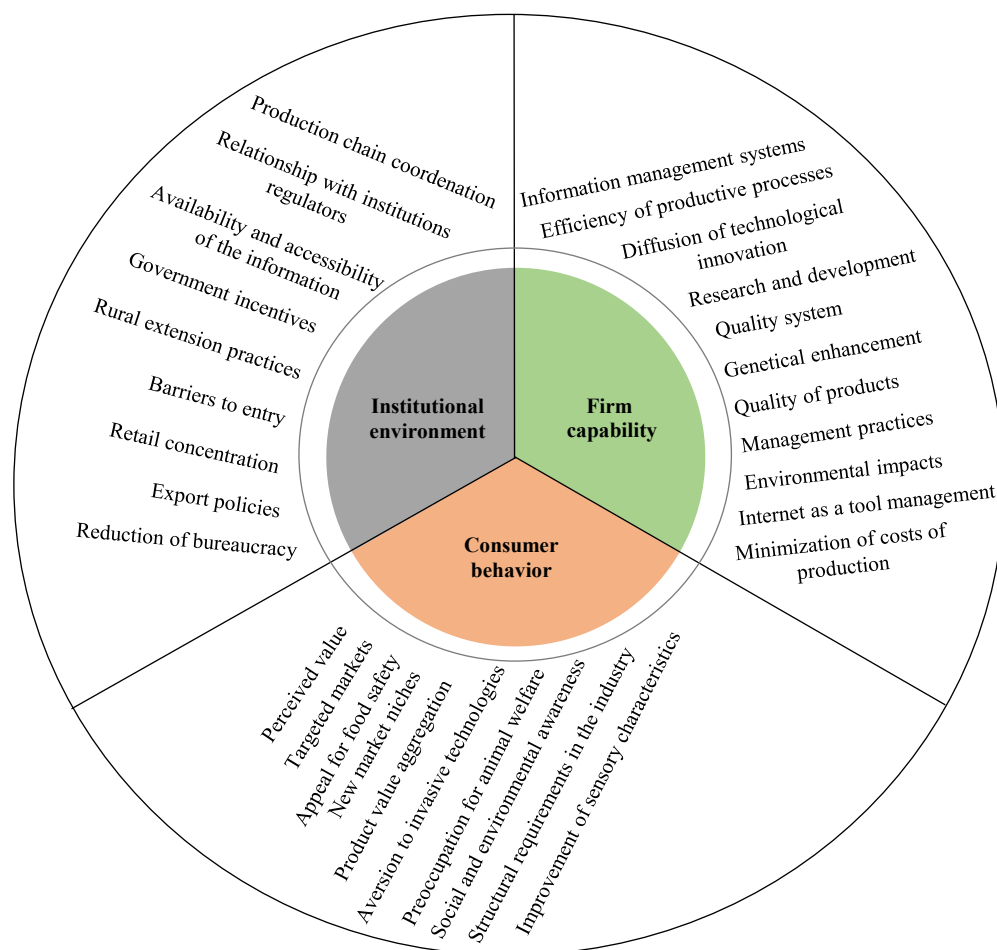 Production chain coordenation
Relationship with institutions
regulators
Availability and accessibility
of the information
Government incentives
Rural extension practices
Barriers to entry
Retail concentration
Export policies
Reduction of bureaucracy
Institutional
environment
Information management systems
Efficiency of productive processes
Diffusion of technological
innovation
Research and development
Quality system
Genetical enhancement
Quality of products
Management practices
Environmental impacts
Internet as a tool management
Minimization of costs of
production
Firm
capability
Consumer
behavior
Perceived value
Targeted markets
Appeal for food safety
New market niches
Product value aggregation
Aversion to invasive technologies
Preoccupation for animal welfare
Social and environmental awareness
Structural requirements in the industry
Improvement of sensory characteristics